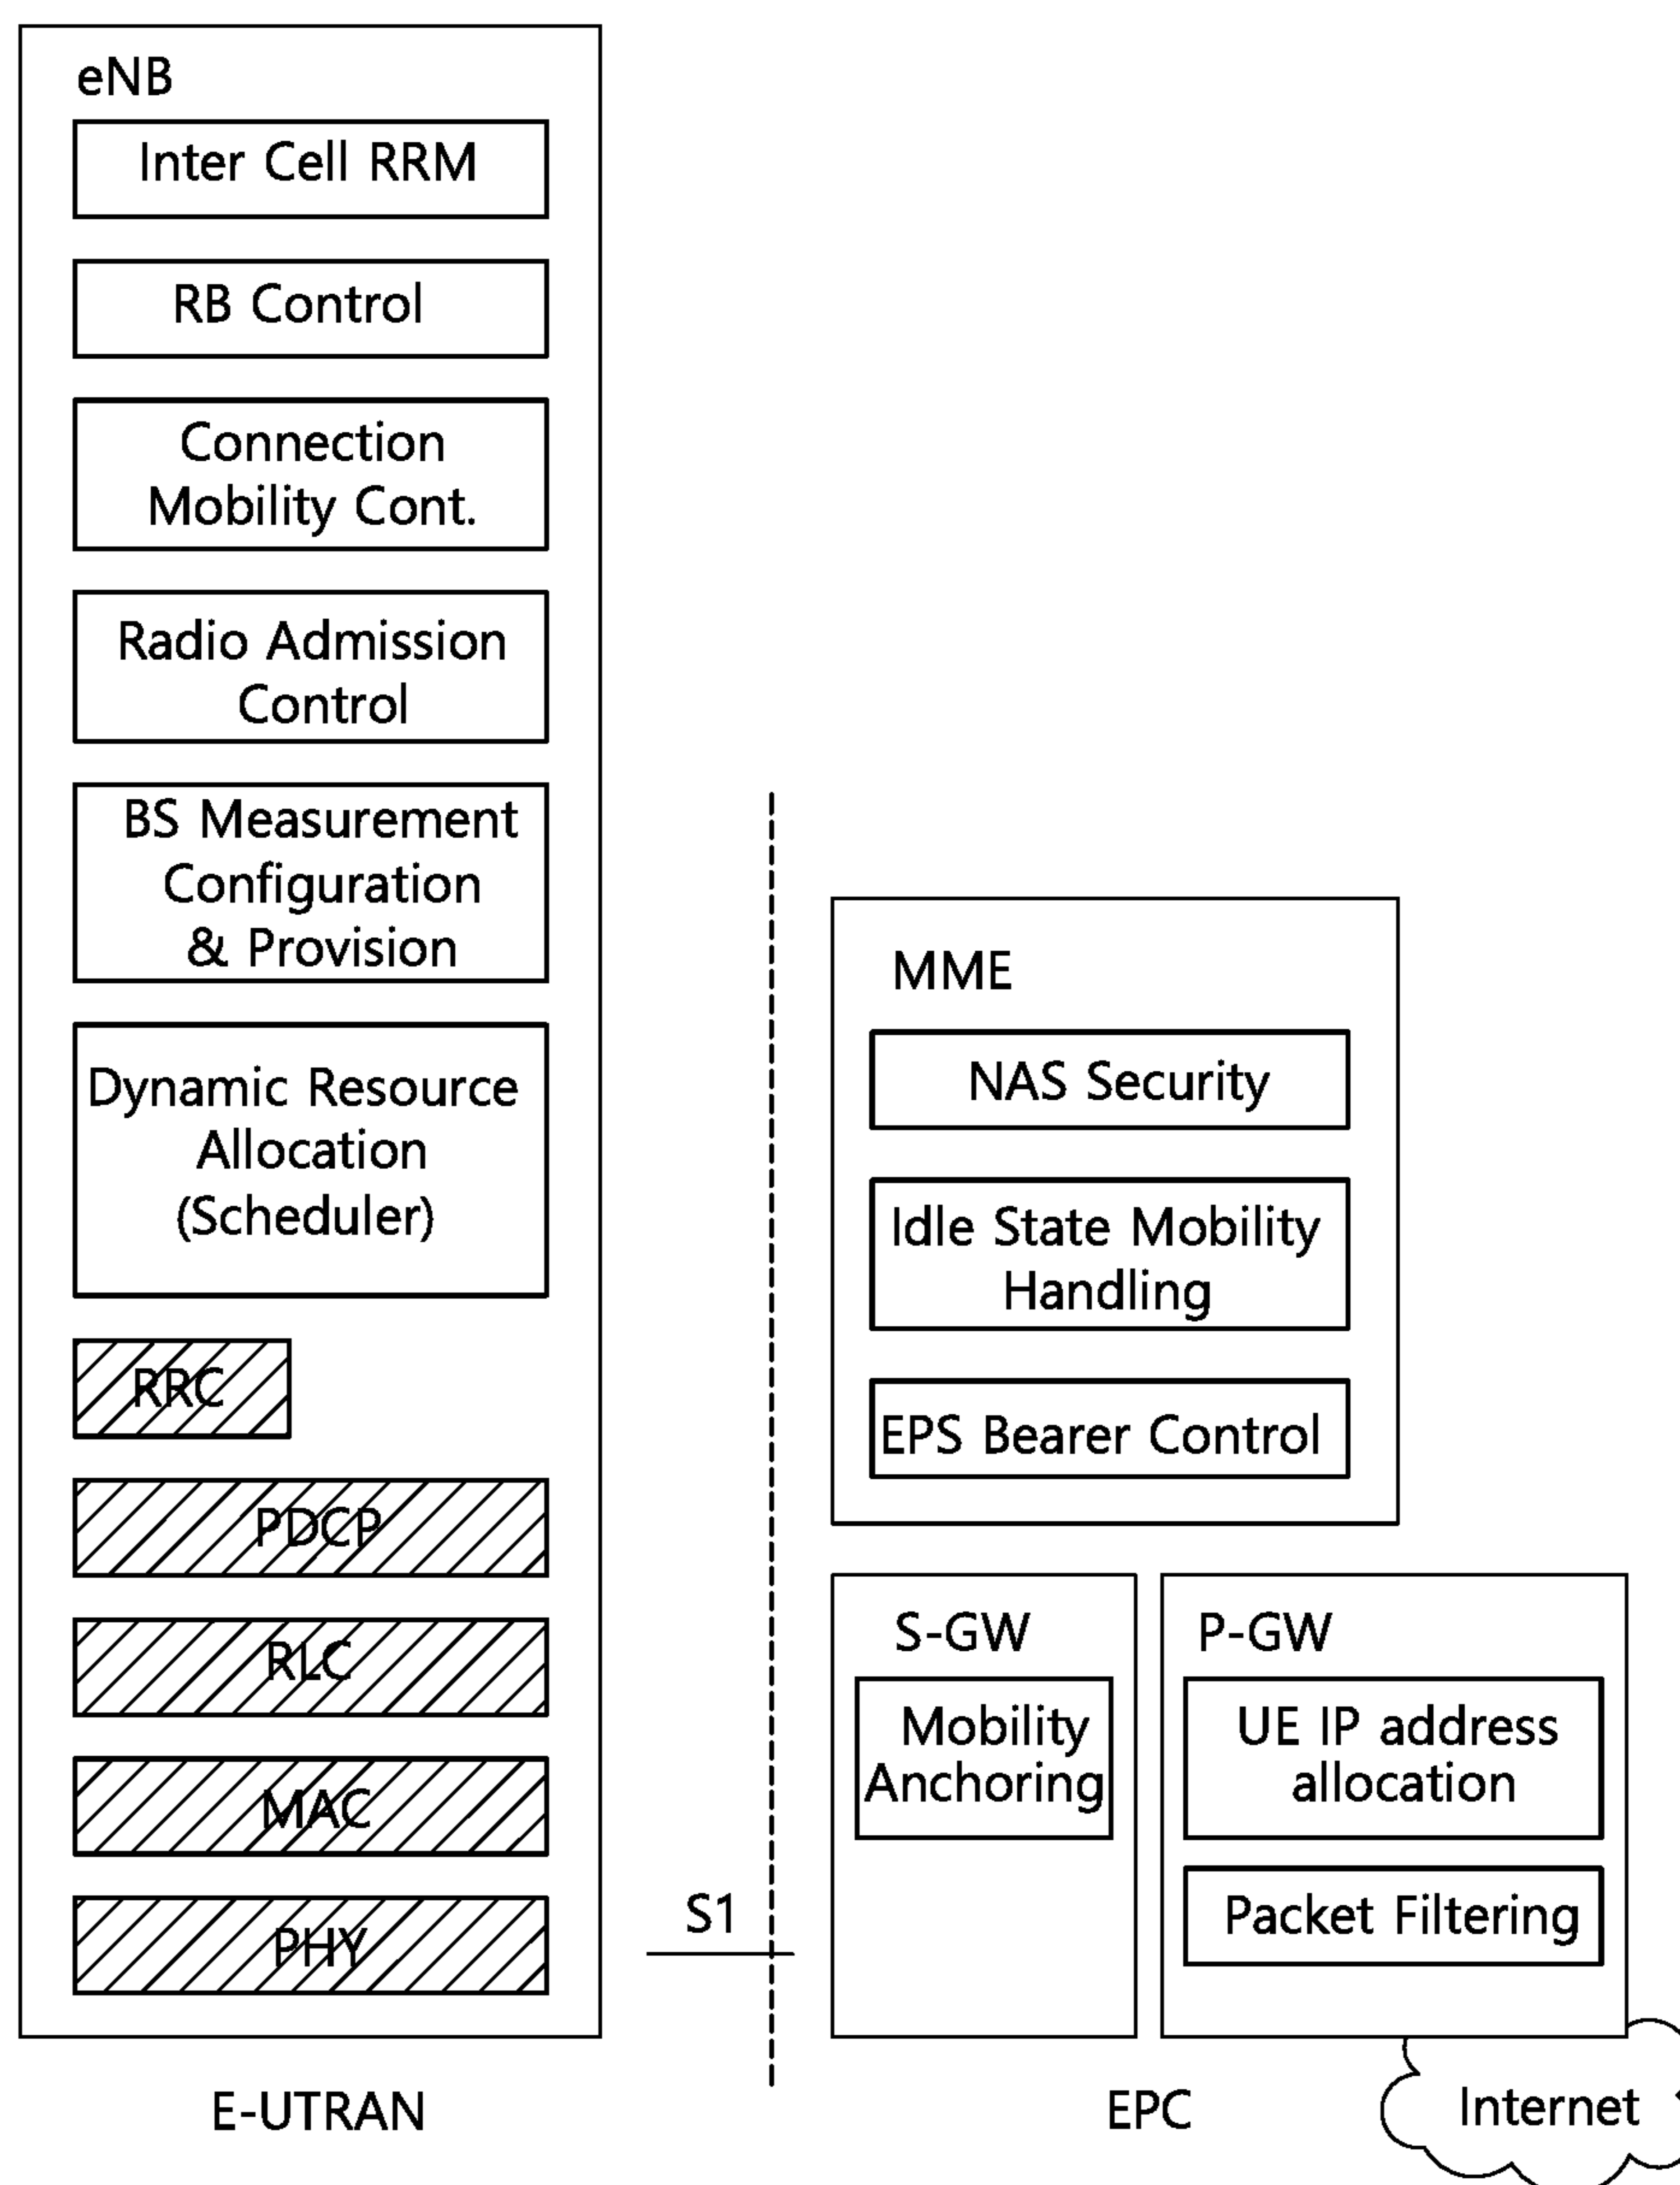 eNB
Inter Cell RRM
RB Control
Connection
Mobility Cont.
Radio Admission
Control
BS Measurement
Configuration
& Provision
Dynamic Resource
Allocation
(Scheduler)
RRC
PDCP
RLC
MAC
PHY
E-UTRAN
S1
MME
NAS Security
Idle State Mobility
Handling
EPS Bearer Control
S-GW
Mobility
Anchoring
P-GW
UE IP address
allocation
Packet Filtering
EPC
Internet